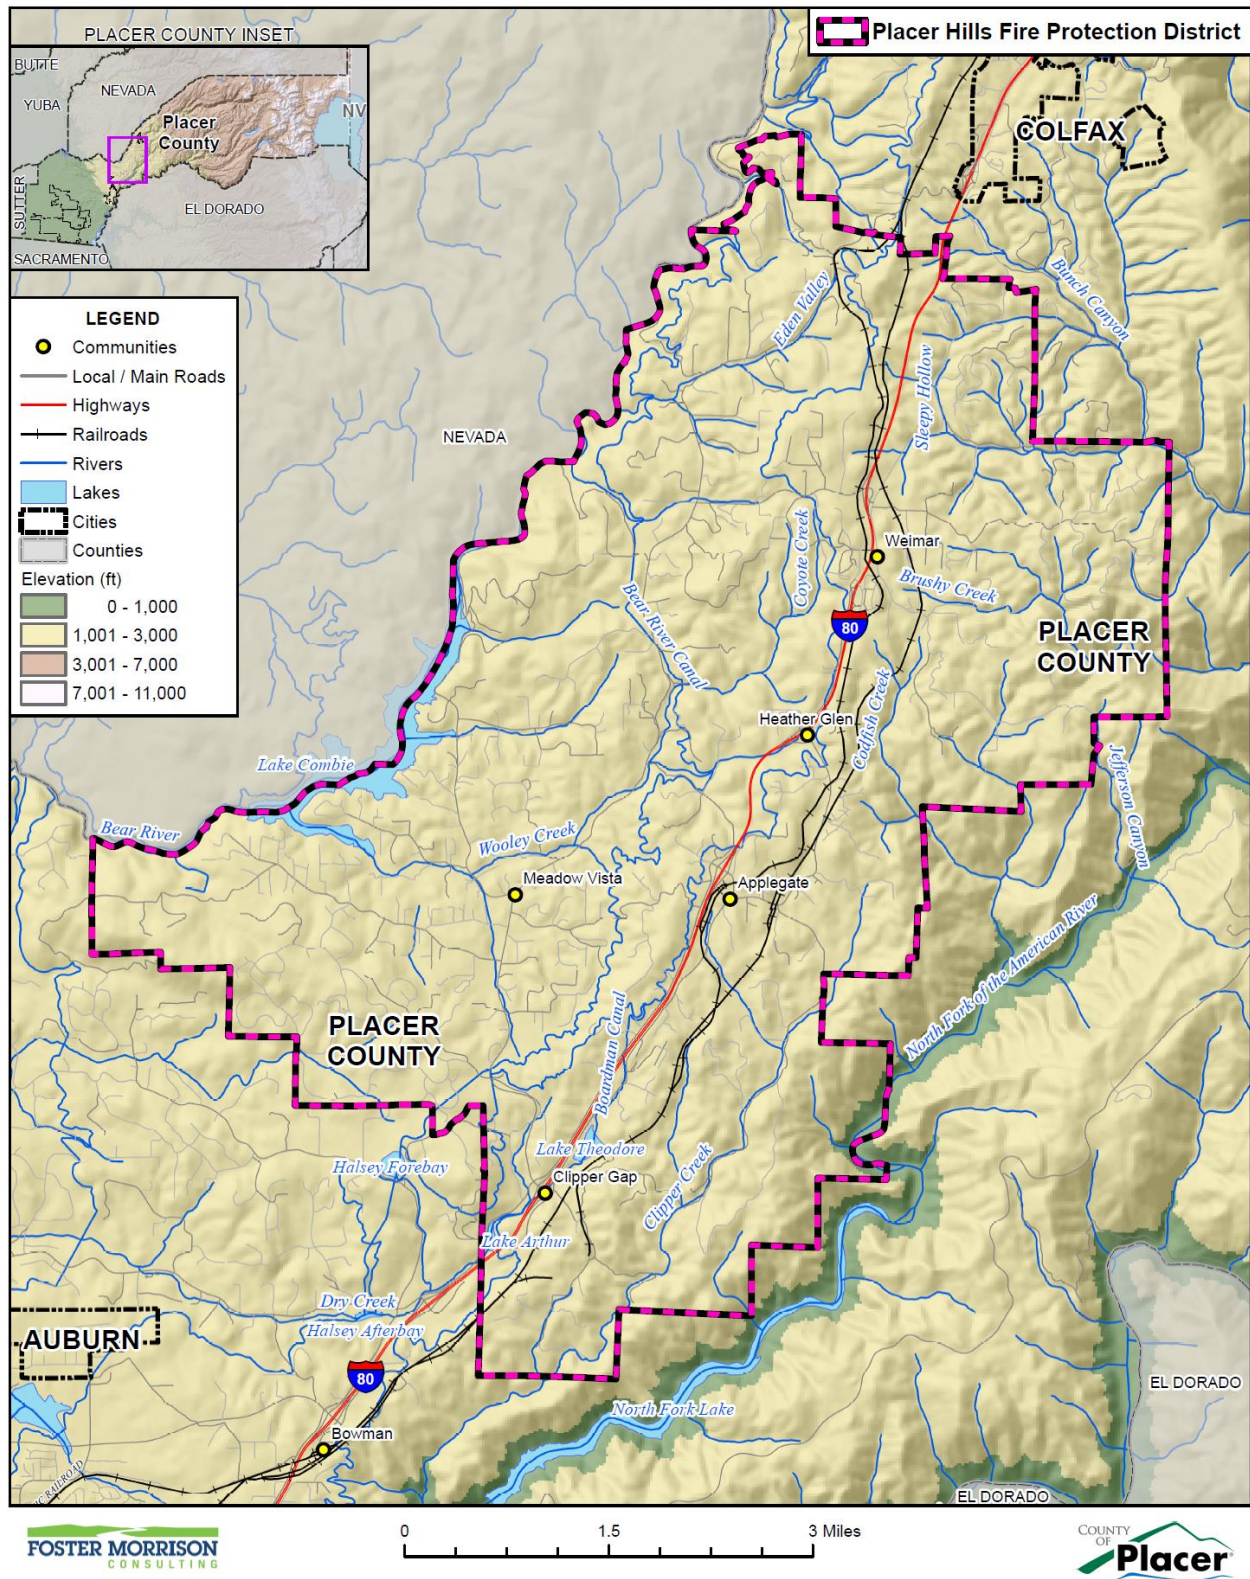 Placer Hills Fire Protection District
PLACER COUNTY INSET
BUTTE
YUBA
NEVADA
NV
Placer
County
SUTTER
EL DORADO
SACRAMENTO
COLFAX
LEGEND
Communities
Local / Main Roads
Highways
Railroads
Rivers
Lakes
Cities
Counties
Elevation (ft)
0 - 1,000
1,001 - 3,000
3,001 - 7,000
7,001 - 11,000
Bunch Canyon
Eden Valley
Sleepy Hollow
NEVADA
Weimar
Coyote Creek
Brushy Creek
Bear River Canal
80
PLACER
COUNTY
Heather Glen
Codfish Creek
Jefferson Canyon
Lake Combie
Bear River
Wooley Creek
Meadow Vista
Applegate
North Fork of the American River
PLACER
COUNTY
Boardman Canal
Lake Theodore
Halsey Forebay
Clipper Gap
Clipper Creek
Lake Arthur
Dry Creek
Halsey Afterbay
AUBURN
80
North Fork Lake
EL DORADO
Bowman
RAILROAD
EL DORADO
FOSTER MORRISON
CONSULTING
0 1.5 3 Miles
COUNTY
OF
Placer